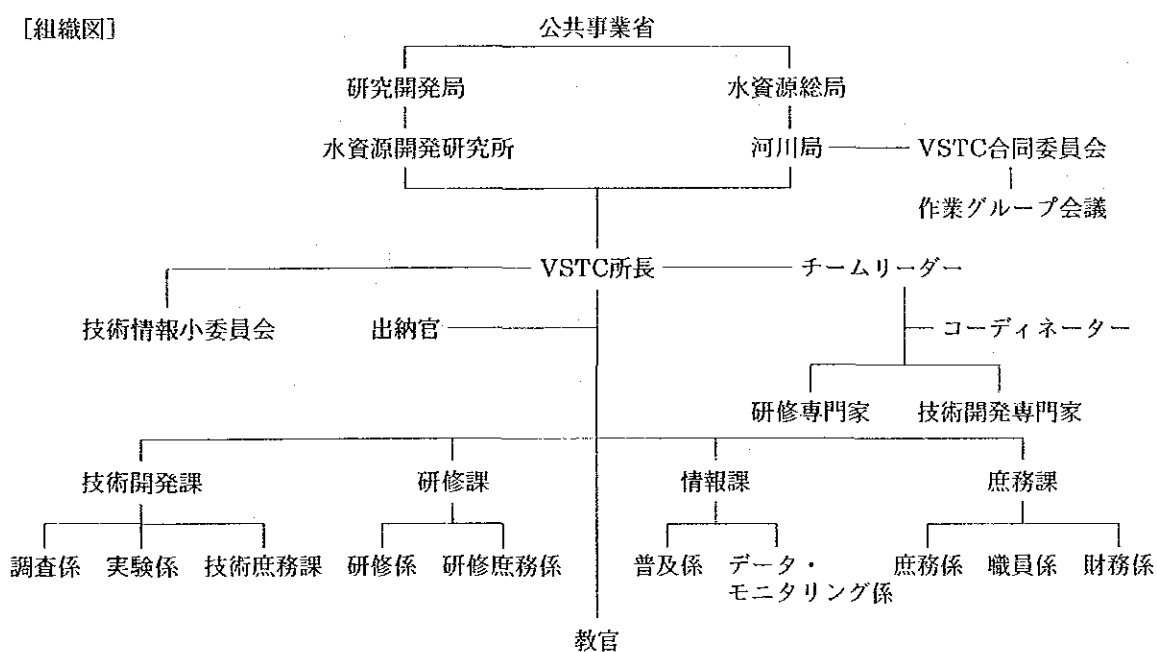 [組織図]
公共事業省
研究開発局
水資源総局
水資源開発研究所
河川局
VSTC合同委員会
作業グループ会議
VSTC所長
チームリーダー
技術情報小委員会
出納官
コーディネーター
研修専門家
技術開発専門家
技術開発課
研修課
情報課
庶務課
調査係
実験係
技術庶務課
研修係
研修庶務係
普及係
データ・
モニタリング係
庶務係
職員係
財務係
教官